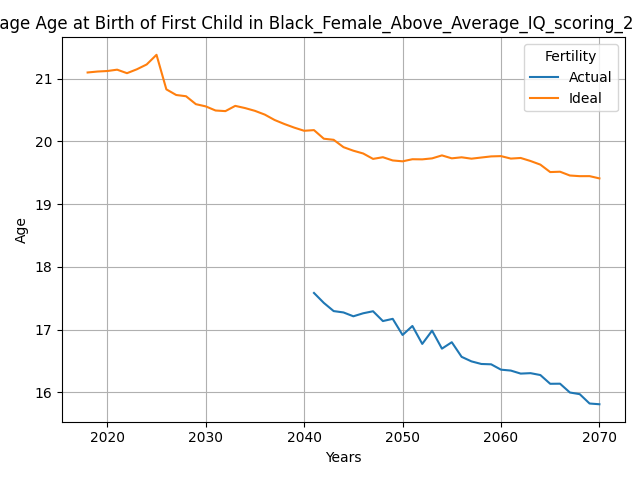 age Age at Birth of First Child in Black_Female_Above_Average_IQ_scoring_2
Fertility
Actual
Ideal
21
20
19
18
17
16
Age
2020 2030 2040 2050 2060 2070
Years